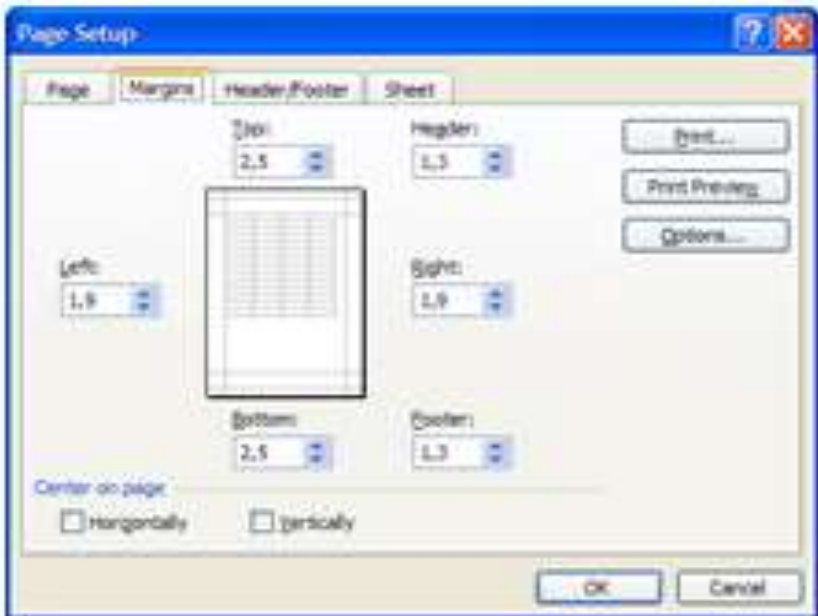 Page Setup
Page Margins Header/Footer Sheet
Top: Header: Print...
2,5 1,3
Print Preview
Options...
Left: Right:
1,9 1,9
Bottom: Footer:
2,5 1,3
Center on page
Horizontally Vertically
OK Cancel